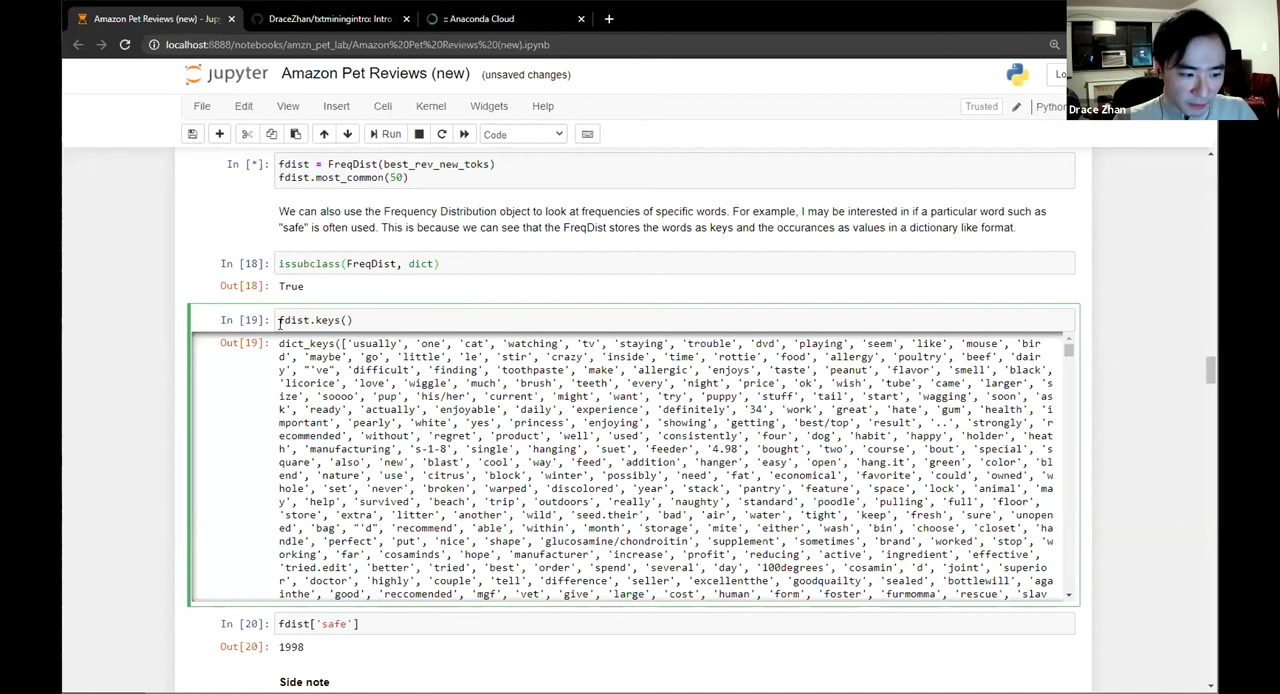 Amazon Pet Reviews (new) - Jup
DraceZhan/txtminingintro: Intro
:: Anaconda Cloud
localhost:8888/notebooks/amzn_pet_lab/Amazon%20Pet%20Reviews%20(new).ipynb
jupyter Amazon Pet Reviews (new) (unsaved changes)
Lo
File Edit View Insert Cell Kernel Widgets Help
Trusted
Python
Drace Zhan
Run
Code
In [*]: fdist = FreqDist(best_rev_new_toks)
fdist.most_common(50)
We can also use the Frequency Distribution object to look at frequencies of specific words. For example, I may be interested in if a particular word such as
"safe" is often used. This is because we can see that the FreqDist stores the words as keys and the occurances as values in a dictionary like format.
In [18]: issubclass(FreqDist, dict)
Out[18]: True
In [19]: fdist.keys()
Out[19]: dict_keys(['usually', 'one', 'cat', 'watching', 'tv', 'staying', 'trouble', 'dvd', 'playing', 'seem', 'like', 'mouse', 'bir
d', 'maybe', 'go', 'little', 'le', 'stir', 'crazy', 'inside', 'time', 'rottie', 'food', 'allergy', 'poultry', 'beef', 'dair
y', "'ve", 'difficult', 'finding', 'toothpaste', 'make', 'allergic', 'enjoys', 'taste', 'peanut', 'flavor', 'smell', 'black',
'licorice', 'love', 'wiggle', 'much', 'brush', 'teeth', 'every', 'night', 'price', 'ok', 'wish', 'tube', 'came', 'larger', 's
ize', 'soooo', 'pup', 'his/her', 'current', 'might', 'want', 'try', 'puppy', 'stuff', 'tail', 'start', 'wagging', 'soon', 'as
k', 'ready', 'actually', 'enjoyable', 'daily', 'experience', 'definitely', '34', 'work', 'great', 'hate', 'gum', 'health', 'i
mportant', 'pearly', 'white', 'yes', 'princess', 'enjoying', 'showing', 'getting', 'best/top', 'result', '..', 'strongly', 'r
ecommended', 'without', 'regret', 'product', 'well', 'used', 'consistently', 'four', 'dog', 'habit', 'happy', 'holder', 'heat
h', 'manufacturing', 's-1-8', 'single', 'hanging', 'suet', 'feeder', '4.98', 'bought', 'two', 'course', 'bout', 'special', 's
quare', 'also', 'new', 'blast', 'cool', 'way', 'feed', 'addition', 'hanger', 'easy', 'open', 'hang.it', 'green', 'color', 'bl
end', 'nature', 'use', 'citrus', 'block', 'winter', 'possibly', 'need', 'fat', 'economical', 'favorite', 'could', 'owned', 'w
hole', 'set', 'never', 'broken', 'warped', 'discolored', 'year', 'stack', 'pantry', 'feature', 'space', 'lock', 'animal', 'ma
y', 'help', 'survived', 'beach', 'trip', 'outdoors', 'really', 'naughty', 'standard', 'podle', 'pulling', 'full', 'floor',
'store', 'extra', 'litter', 'another', 'wild', 'seed.their', 'bad', 'air', 'water', 'tight', 'keep', 'fresh', 'sure', 'unopen
ed', 'bag', "'d", 'recommend', 'able', 'within', 'month', 'storage', 'mite', 'either', 'wash', 'bin', 'choose', 'closet', 'ha
ndle', 'perfect', 'put', 'nice', 'shape', 'glucosamine/chondroitin', 'supplement', 'sometimes', 'brand', 'worked', 'stop', 'w
orking', 'far', 'cosaminds', 'hope', 'manufacturer', 'increase', 'profit', 'reducing', 'active', 'ingredient', 'effective',
'tried.edit', 'better', 'tried', 'best', 'order', 'spend', 'several', 'day', '100degrees', 'cosamin', 'd', 'joint', 'superio
r', 'doctor', 'highly', 'couple', 'tell', 'difference', 'seller', 'excellentthe', 'goodquailty', 'sealed', 'bottlewill', 'aga
inthe', 'good', 'reccomended', 'mgf', 'vet', 'give', 'large', 'cost', 'human', 'form', 'foster', 'furmomma', 'rescue', 'slav
In [20]: fdist['safe']
Out[20]: 1998
Side note